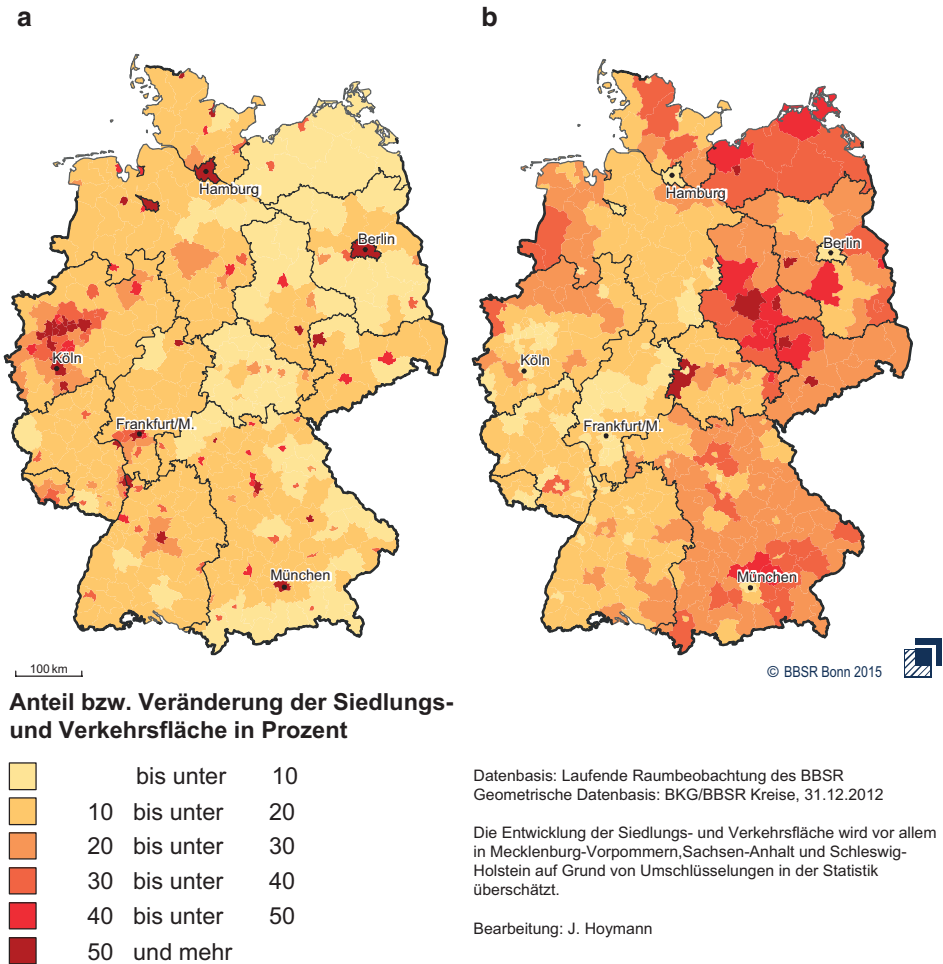 a
b
Hamburg
Berlin
Köln
Frankfurt/M.
München
Hamburg
Berlin
Köln
Frankfurt/M.
München
100 km
© BBSR Bonn 2015
Anteil bzw. Veränderung der Siedlungs-
und Verkehrsfläche in Prozent
bis unter 10
10 bis unter 20
20 bis unter 30
30 bis unter 40
40 bis unter 50
50 und mehr
Datenbasis: Laufende Raumbeobachtung des BBSR
Geometrische Datenbasis: BKG/BBSR Kreise, 31.12.2012
Die Entwicklung der Siedlungs- und Verkehrsfläche wird vor allem
in Mecklenburg-Vorpommern,Sachsen-Anhalt und Schleswig-
Holstein auf Grund von Umschlüsselungen in der Statistik
überschätzt.
Bearbeitung: J. Hoymann